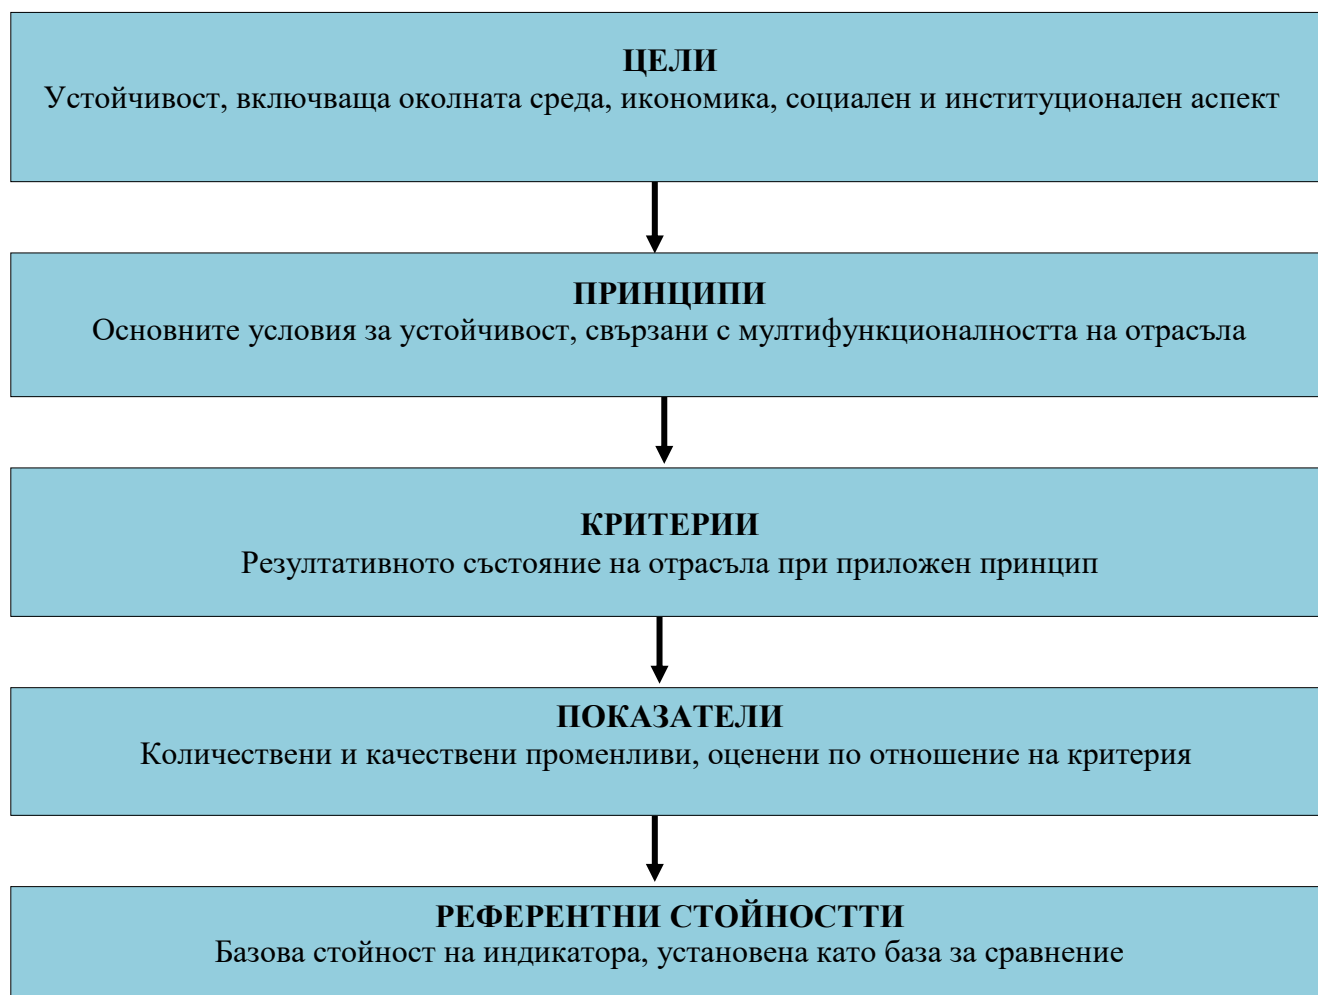 ЦЕЛИ
Устойчивост, включваща околната среда, икономика, социален и институционален аспект
ПРИНЦИПИ
Основните условия за устойчивост, свързани с мултифункционалността на отрасъла
КРИТЕРИИ
Резултативното състояние на отрасъла при приложен принцип
ПОКАЗАТЕЛИ
Количествени и качествени променливи, оценени по отношение на критерия
РЕФЕРЕНТНИ СТОЙНОСТТИ
Базова стойност на индикатора, установена като база за сравнение